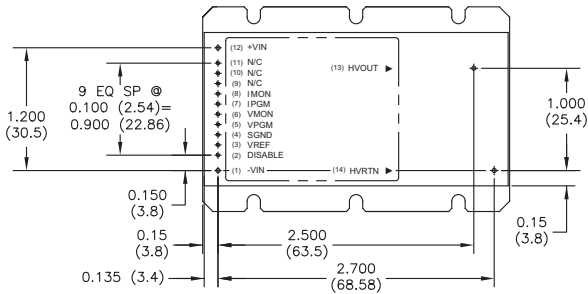 (12) +VIN
(11) N/C
(10) N/C
(9) N/C
(8) IMON
(7) IPGM
(6) VMON
(5) VPGM
(4) SGND
(3) VREF
(2) DISABLE
(1) -VIN
(13) HVOUT
(14) HVRTN
9 EQ SP @
0.100 (2.54)=
0.900 (22.86)
1.200
(30.5)
1.000
(25.4)
0.150
(3.8)
0.15
(3.8)
0.135 (3.4)
2.500
(63.5)
2.700
(68.58)
0.15
(3.8)